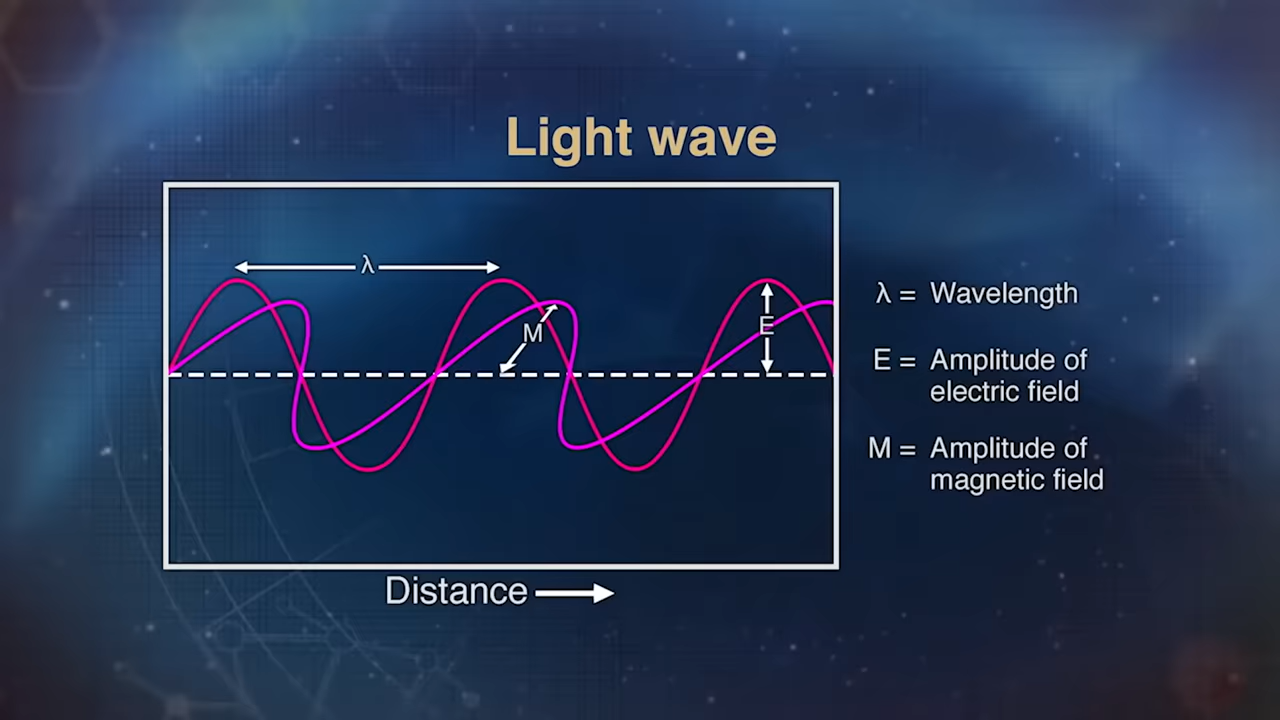 Light wave
λ
M
E
λ = Wavelength
E = Amplitude of
electric field
M = Amplitude of
magnetic field
Distance